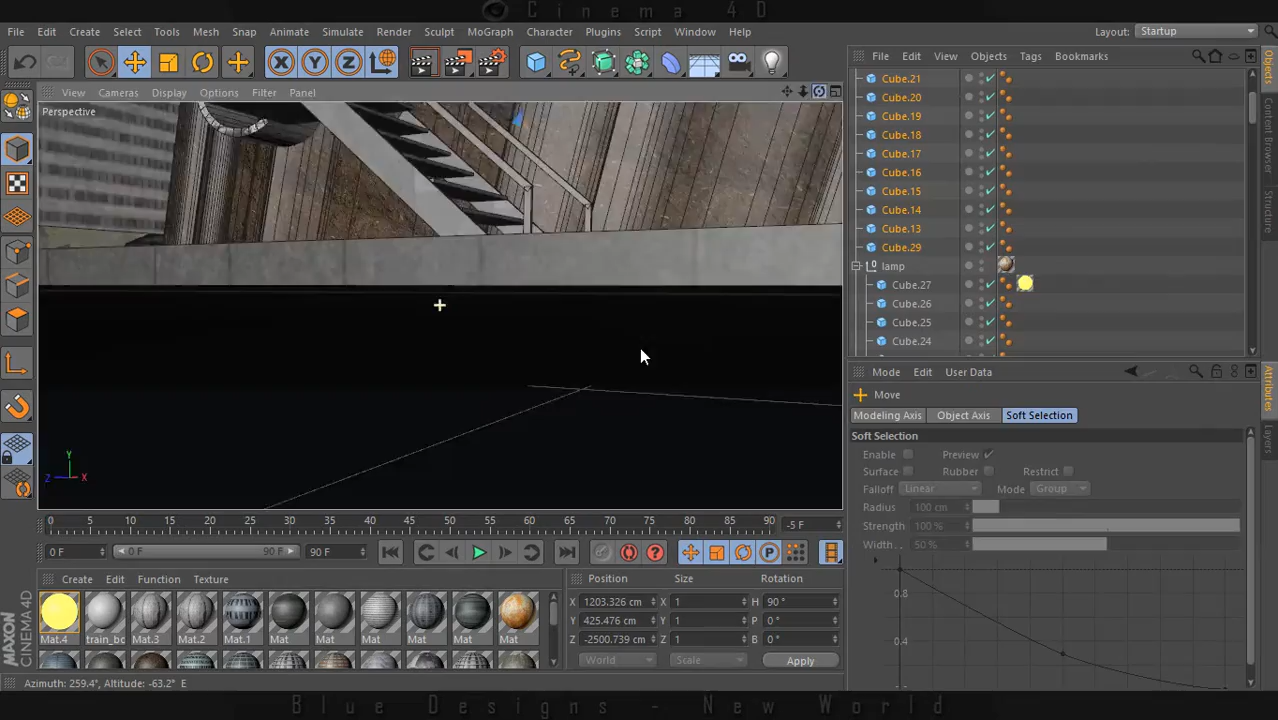 Cinema 4D
File Edit Create Select Tools Mesh Snap Animate Simulate Render Sculpt MoGraph Character Plugins Script Window Help Layout: Startup
View Cameras Display Options Filter Panel
Perspective
File Edit View Objects Tags Bookmarks
Cube.21
Cube.20
Cube.19
Cube.18
Cube.17
Cube.16
Cube.15
Cube.14
Cube.13
Cube.29
lamp
Cube.27
Cube.26
Cube.25
Cube.24
Objects
Content Browser
Structure
Mode Edit User Data
Move
Modeling Axis Object Axis Soft Selection
Soft Selection
Enable Preview
Surface Rubber Restrict
Falloff Linear Mode Group
Radius 100 cm
Strength 100 %
Width 50 %
0.8
0.4
Attributes
Layers
Y
Z X
0 5 10 15 20 25 30 35 40 45 50 55 60 65 70 75 80 85 90 -5 F
0 F 0 F 90 F 90 F
Create Edit Function Texture
Mat.4 train_bo Mat.3 Mat.2 Mat.1 Mat Mat Mat Mat Mat Mat
Position Size Rotation
X 1203.326 cm X 1 H 90 °
Y 425.476 cm Y 1 P 0 °
Z -2500.739 cm Z 1 B 0 °
World Scale Apply
MAXON
CINEMA 4D
Azimuth: 259.4°, Altitude: -63.2° E
Blue Designs - New World